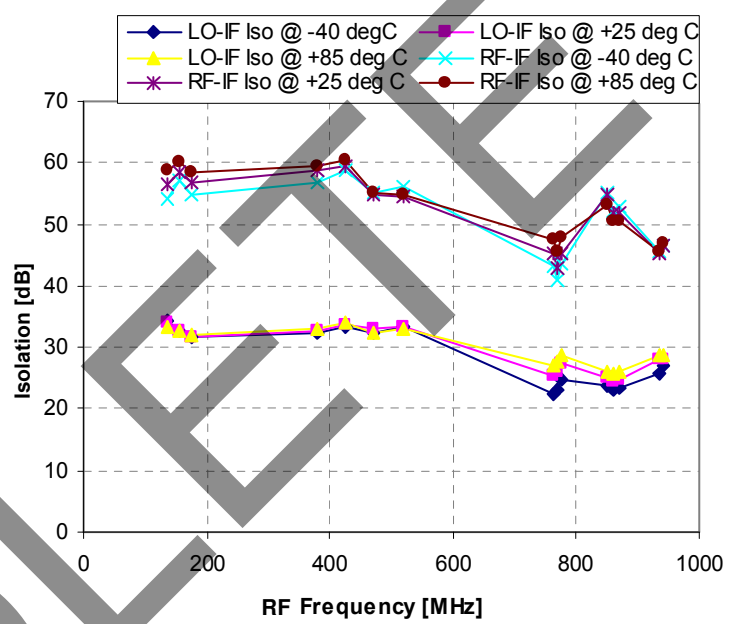 LO-IF Iso @ -40 degC LO-IF Iso @ +25 deg C
LO-IF Iso @ +85 deg C RF-IF Iso @ -40 deg C
RF-IF Iso @ +25 deg C RF-IF Iso @ +85 deg C
70
60
50
40
30
20
10
0
Isolation [dB]
0 200 400 600 800 1000
RF Frequency [MHz]
LETE